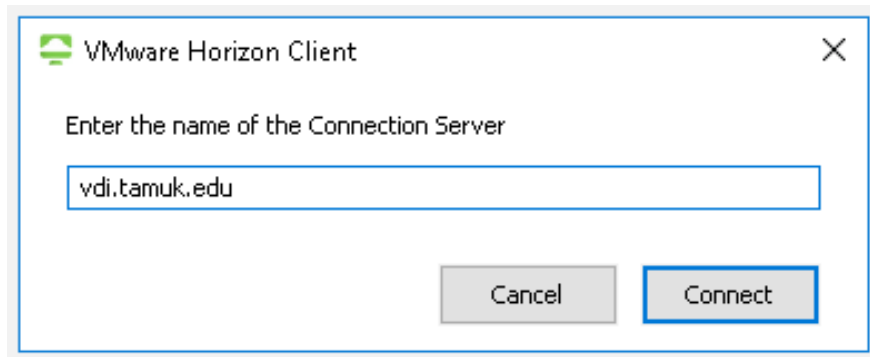 VMware Horizon Client
Enter the name of the Connection Server
vdi.tamuk.edu
Cancel Connect